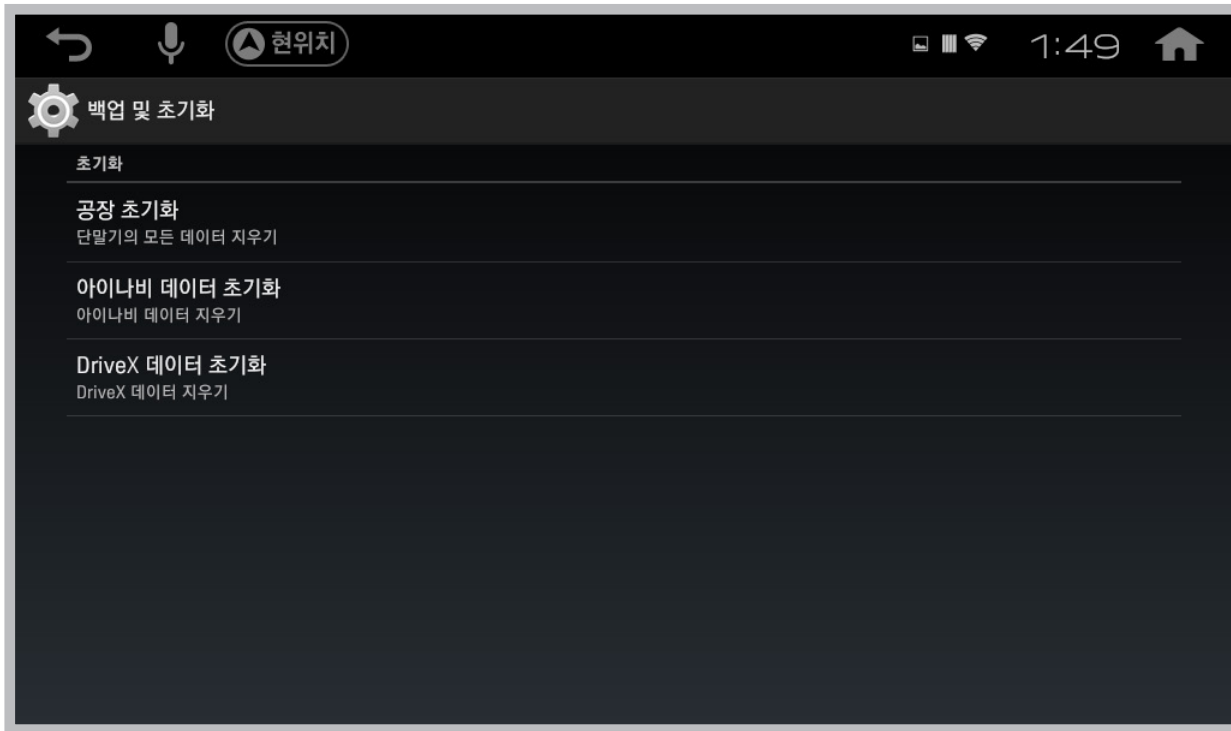 현위치
1:49
백업 및 초기화
초기화
공장 초기화
단말기의 모든 데이터 지우기
아이나비 데이터 초기화
아이나비 데이터 지우기
DriveX 데이터 초기화
DriveX 데이터 지우기